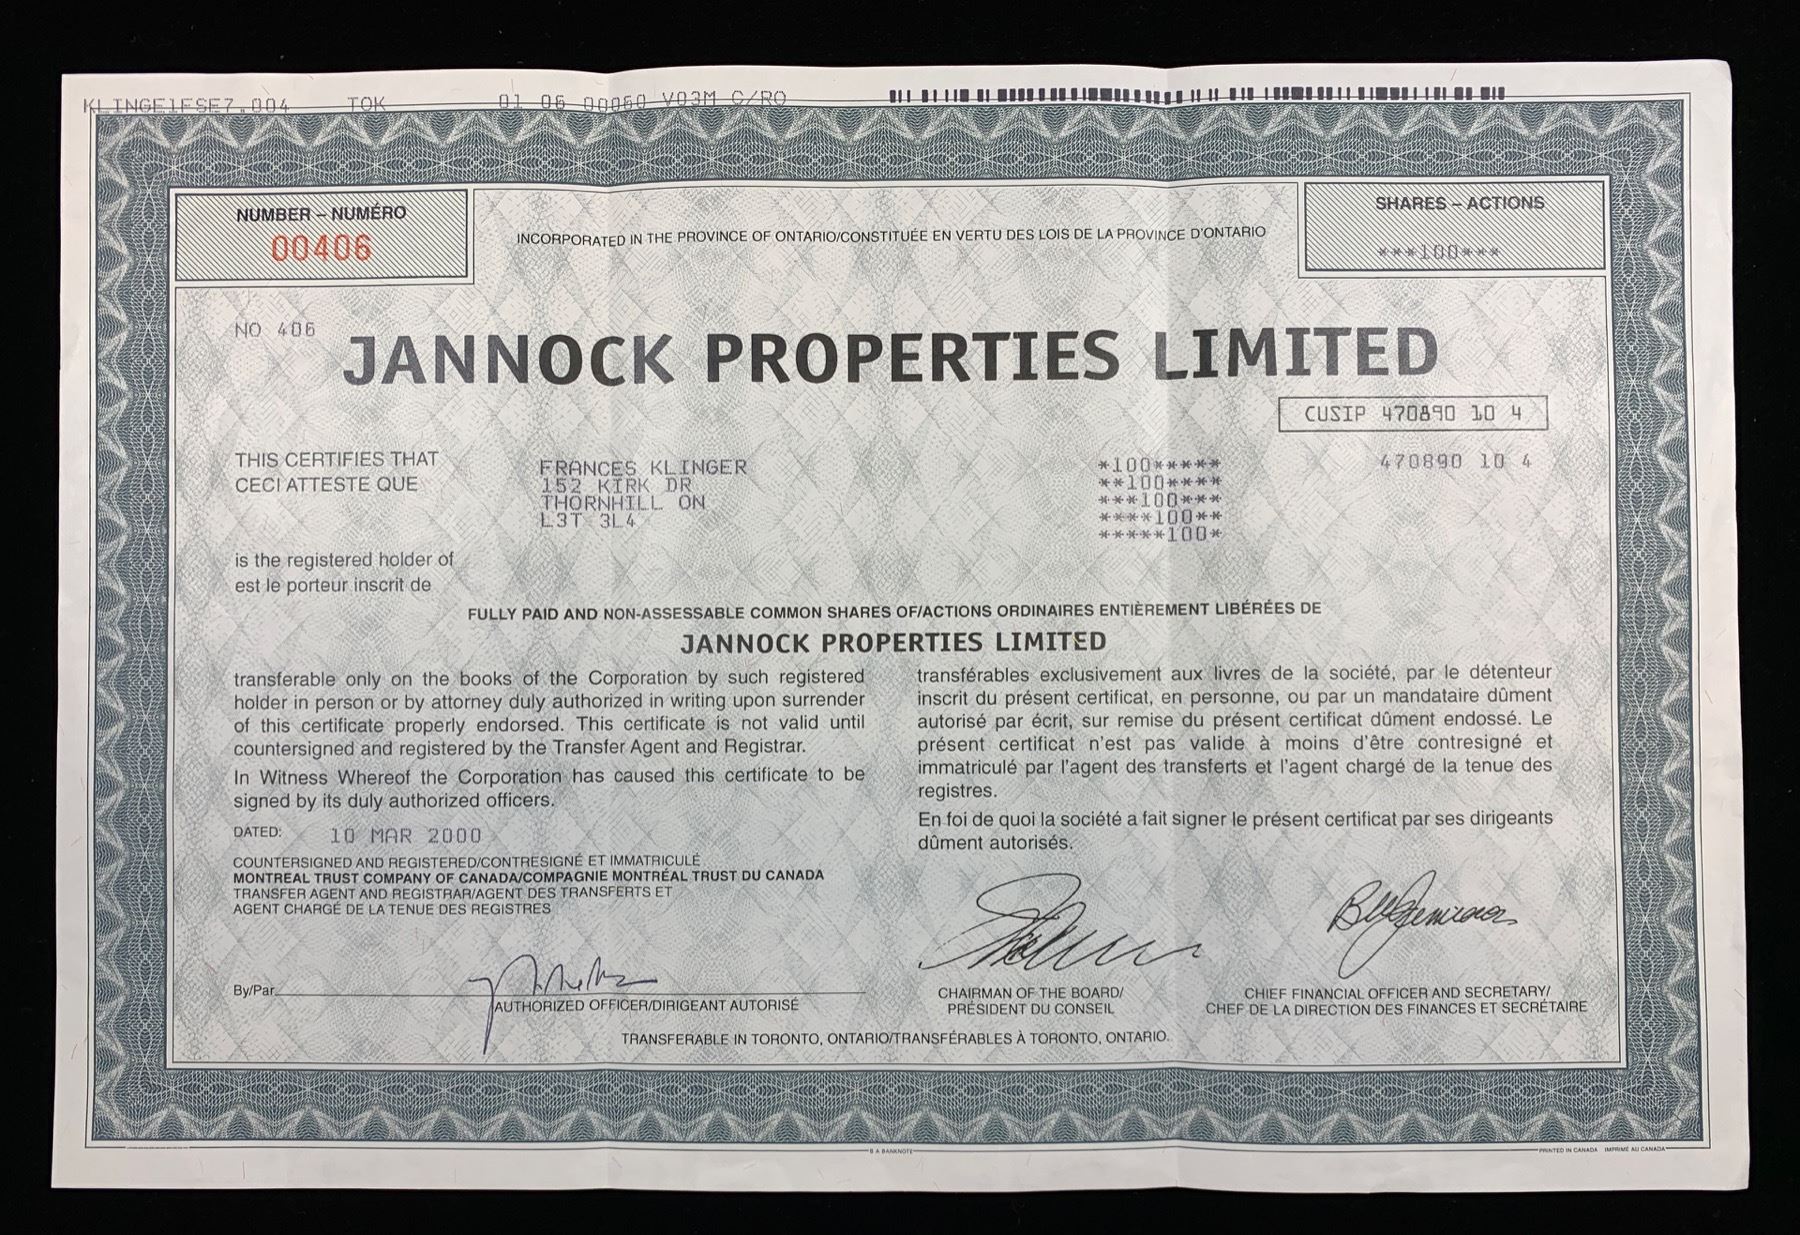 KLINGE1FSE7.004 TOK 01 06 00060 V03M C/RO
NUMBER – NUMÉRO
00406
INCORPORATED IN THE PROVINCE OF ONTARIO/CONSTITUÉE EN VERTU DES LOIS DE LA PROVINCE D'ONTARIO
SHARES – ACTIONS
***100***
NO 406
JANNOCK PROPERTIES LIMITED
CUSIP 470890 10 4
THIS CERTIFIES THAT
CECI ATTESTE QUE
FRANCES KLINGER
152 KIRK DR
THORNHILL ON
L3T 3L4
*100*****
**100****
***100***
****100**
*****100*
470890 10 4
is the registered holder of
est le porteur inscrit de
FULLY PAID AND NON-ASSESSABLE COMMON SHARES OF/ACTIONS ORDINAIRES ENTIÈREMENT LIBÉRÉES DE
JANNOCK PROPERTIES LIMITED
transferable only on the books of the Corporation by such registered
holder in person or by attorney duly authorized in writing upon surrender
of this certificate properly endorsed. This certificate is not valid until
countersigned and registered by the Transfer Agent and Registrar.
In Witness Whereof the Corporation has caused this certificate to be
signed by its duly authorized officers.
transférables exclusivement aux livres de la société, par le détenteur
inscrit du présent certificat, en personne, ou par un mandataire dûment
autorisé par écrit, sur remise du présent certificat dûment endossé. Le
présent certificat n'est pas valide à moins d'être contresigné et
immatriculé par l'agent des transferts et l'agent chargé de la tenue des
registres.
En foi de quoi la société a fait signer le présent certificat par ses dirigeants
dûment autorisés.
DATED: 10 MAR 2000
COUNTERSIGNED AND REGISTERED/CONTRESIGNÉ ET IMMATRICULÉ
MONTREAL TRUST COMPANY OF CANADA/COMPAGNIE MONTRÉAL TRUST DU CANADA
TRANSFER AGENT AND REGISTRAR/AGENT DES TRANSFERTS ET
AGENT CHARGÉ DE LA TENUE DES REGISTRES
By/Par
AUTHORIZED OFFICER/DIRIGEANT AUTORISÉ
CHAIRMAN OF THE BOARD/
PRÉSIDENT DU CONSEIL
CHIEF FINANCIAL OFFICER AND SECRETARY/
CHEF DE LA DIRECTION DES FINANCES ET SECRÉTAIRE
TRANSFERABLE IN TORONTO, ONTARIO/TRANSFÉRABLES À TORONTO, ONTARIO.
B A BANKNOTE
PRINTED IN CANADA IMPRIMÉ AU CANADA